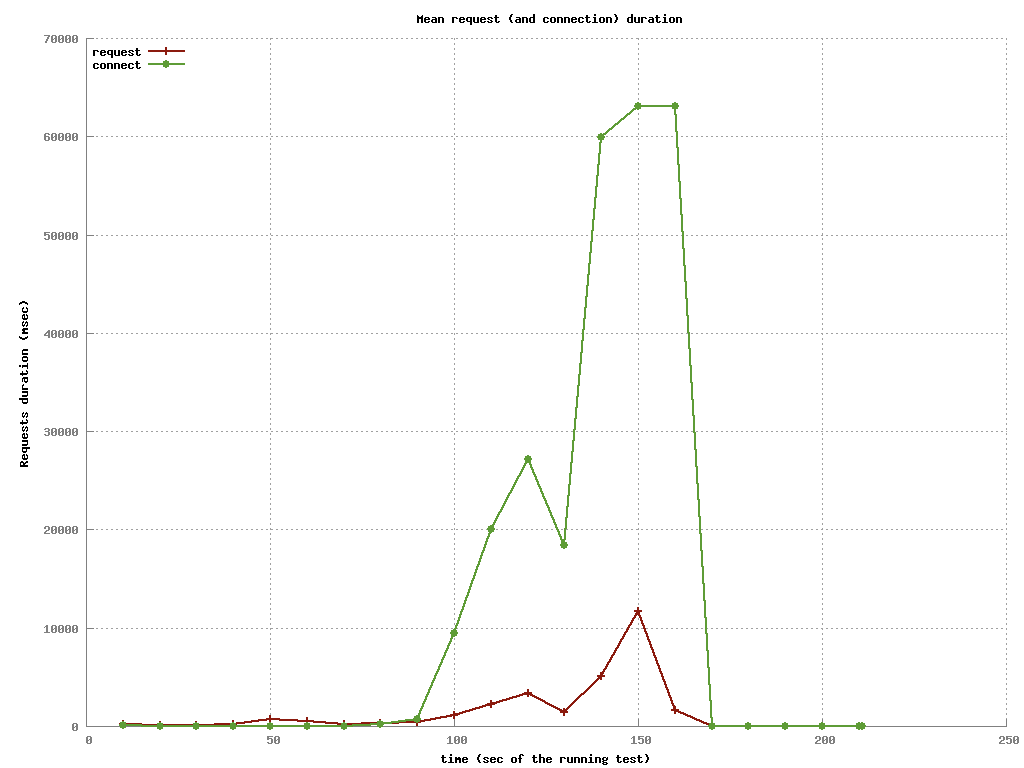 Mean request (and connection) duration
70000
request
connect
60000
50000
40000
30000
20000
10000
0
Requests duration (msec)
0 50 100 150 200 250
time (sec of the running test)